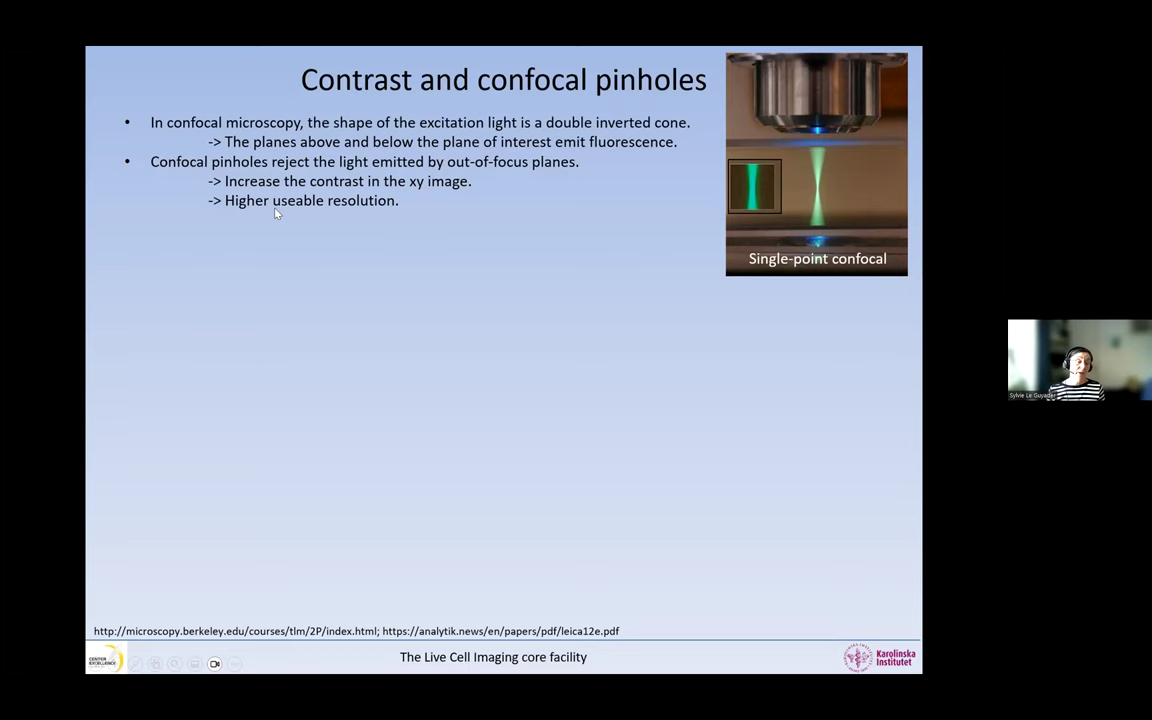 Contrast and confocal pinholes
• In confocal microscopy, the shape of the excitation light is a double inverted cone.
-> The planes above and below the plane of interest emit fluorescence.
• Confocal pinholes reject the light emitted by out-of-focus planes.
-> Increase the contrast in the xy image.
-> Higher useable resolution.
Single-point confocal
Sylvie Le Guyader
http://microscopy.berkeley.edu/courses/tlm/2P/index.html; https://analytik.news/en/papers/pdf/leica12e.pdf
The Live Cell Imaging core facility
Karolinska
Institutet